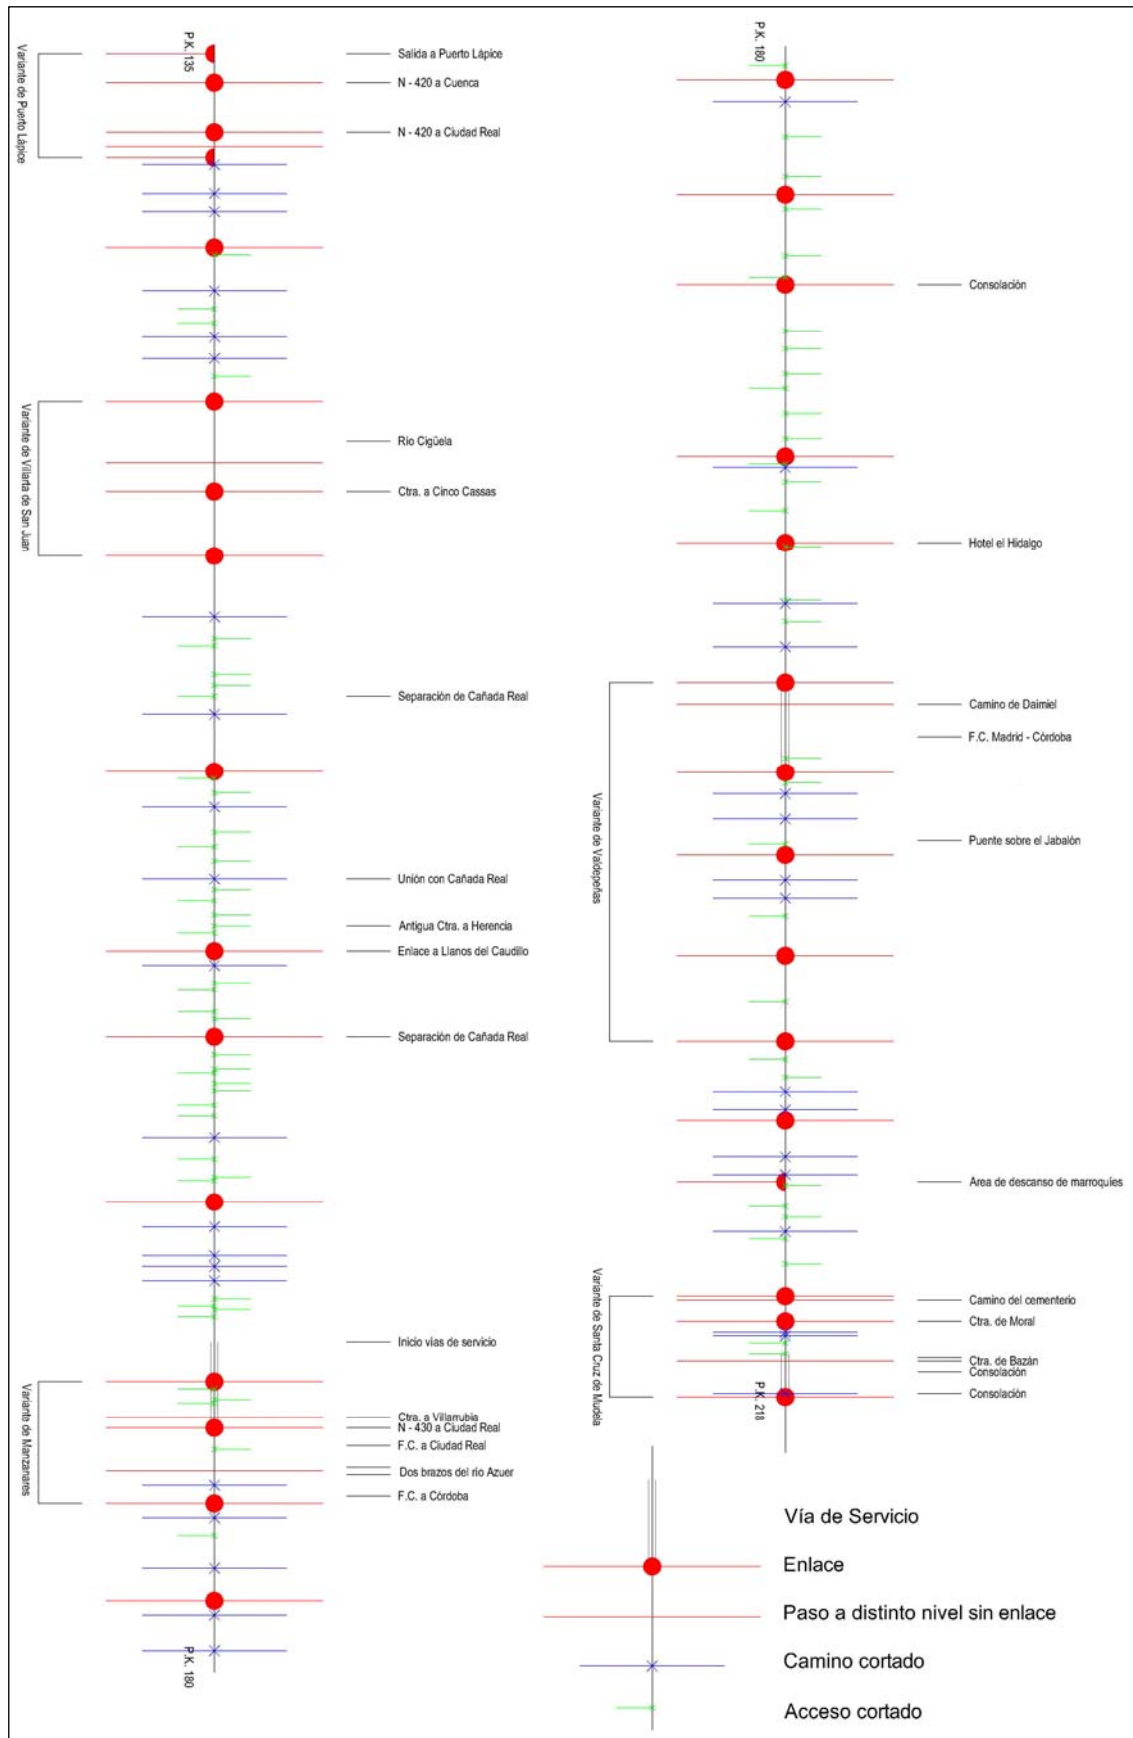 P.K. 135
Variante de Puerto Lápice
Salida a Puerto Lápice
N - 420 a Cuenca
N - 420 a Ciudad Real
Variante de Villarta de San Juan
Rio Cigüela
Ctra. a Cinco Cassas
Separación de Cañada Real
Unión con Cañada Real
Antigua Ctra. a Herencia
Enlace a Llanos del Caudillo
Separación de Cañada Real
Inicio vías de servicio
Variante de Manzanares
Ctra. a Villarrubia
N - 430 a Ciudad Real
F.C. a Ciudad Real
Dos brazos del río Azuer
F.C. a Córdoba
P.K. 180
P.K. 180
Consolación
Hotel el Hidalgo
Variante de Valdepeñas
Camino de Daimiel
F.C. Madrid - Córdoba
Puente sobre el Jabalón
Area de descanso de marroquíes
Variante de Santa Cruz de Mudela
Camino del cementerio
Ctra. de Moral
Ctra. de Bazán
Consolación
Consolación
P.K. 218
Vía de Servicio
Enlace
Paso a distinto nivel sin enlace
Camino cortado
Acceso cortado